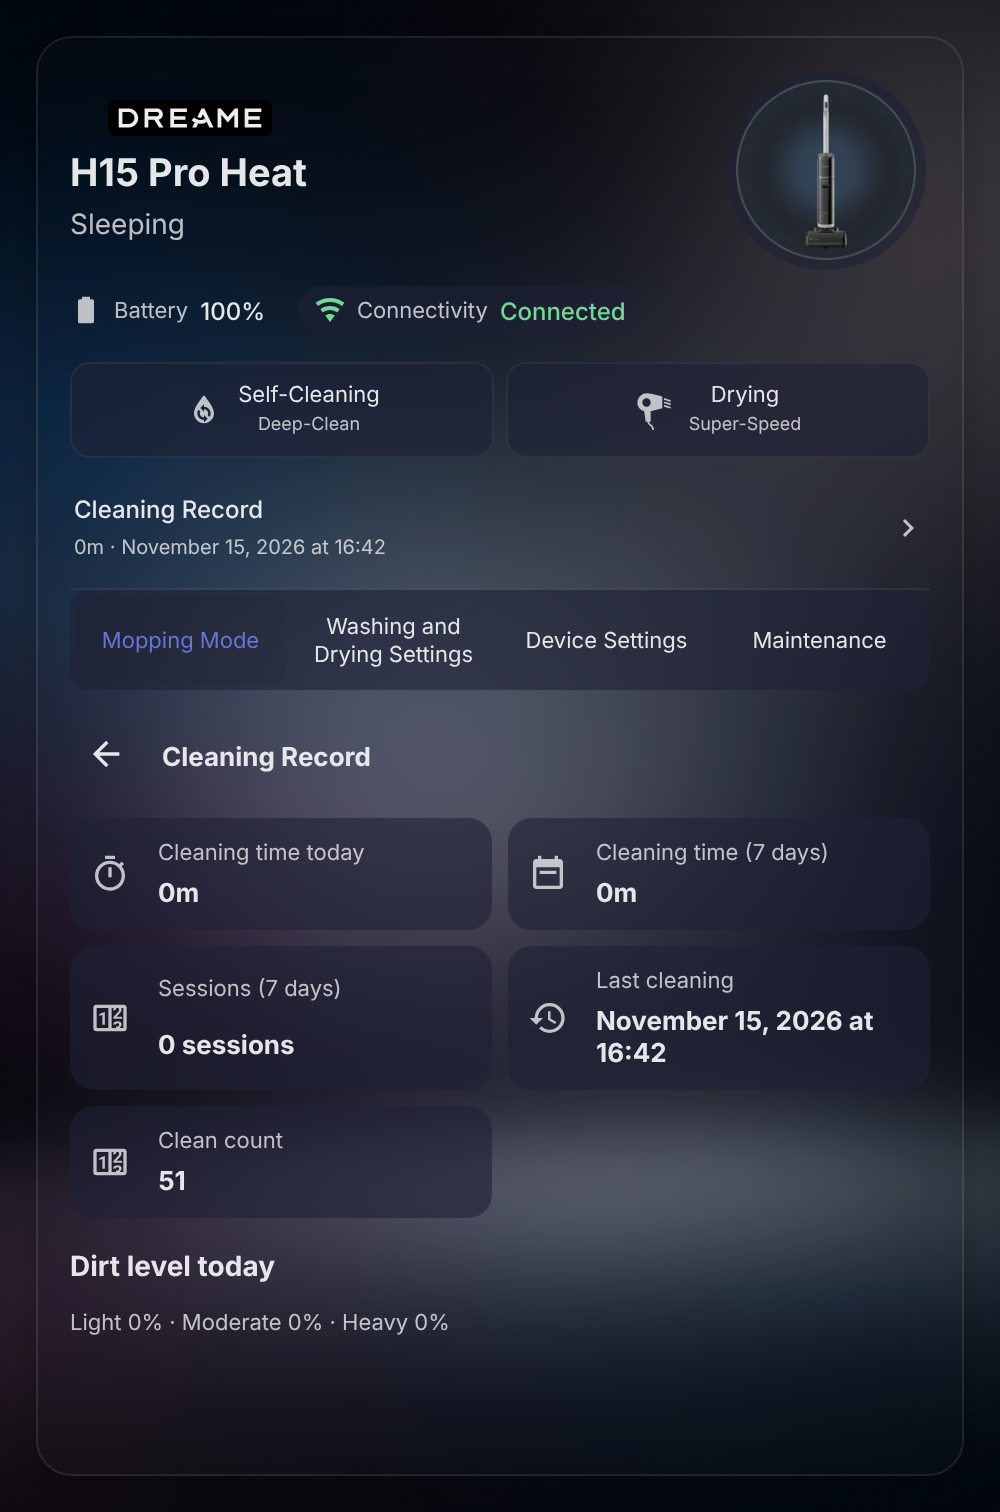 DREAME
H15 Pro Heat
Sleeping
Battery 100%
Connectivity Connected
Self-Cleaning
Deep-Clean
Drying
Super-Speed
Cleaning Record
0m · November 15, 2026 at 16:42
Mopping Mode
Washing and
Drying Settings
Device Settings
Maintenance
Cleaning Record
Cleaning time today
0m
Cleaning time (7 days)
0m
Sessions (7 days)
0 sessions
Last cleaning
November 15, 2026 at
16:42
Clean count
51
Dirt level today
Light 0% · Moderate 0% · Heavy 0%